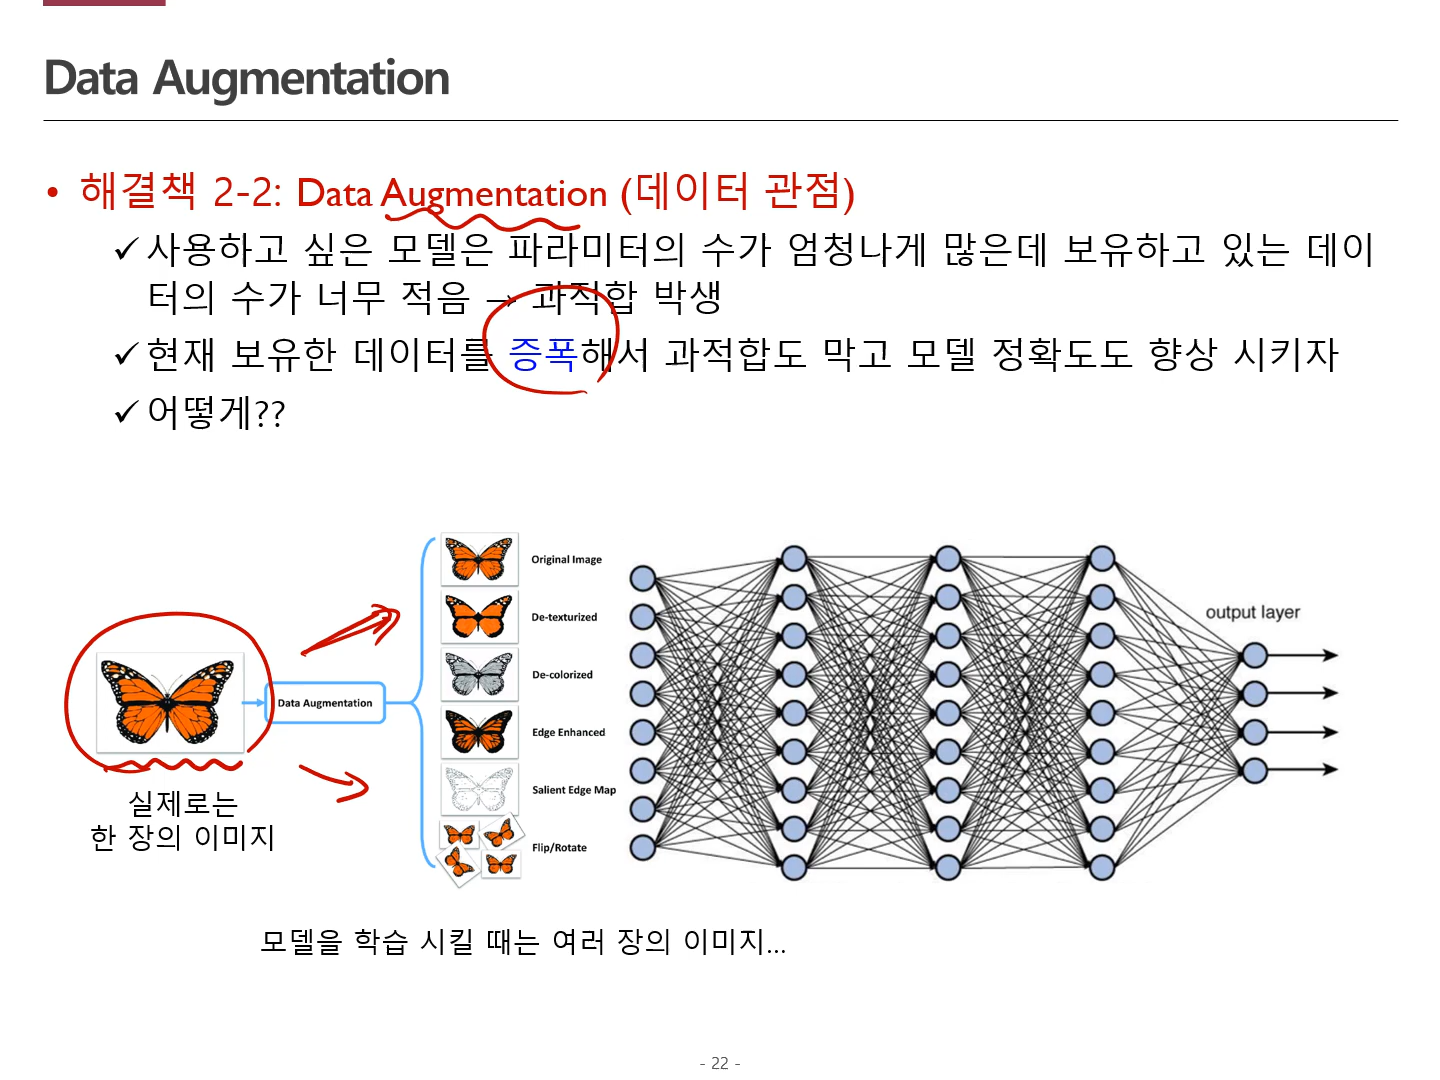 Data Augmentation
• 해결책 2-2: Data Augmentation (데이터 관점)
✓사용하고 싶은 모델은 파라미터의 수가 엄청나게 많은데 보유하고 있는 데이
터의 수가 너무 적음 → 과적합 박생
✓현재 보유한 데이터를 증폭해서 과적합도 막고 모델 정확도도 향상 시키자
✓어떻게??
Original Image
De-texturized
De-colorized
Edge Enhanced
Salient Edge Map
Flip/Rotate
Data Augmentation
output layer
실제로는
한 장의 이미지
모델을 학습 시킬 때는 여러 장의 이미지...
- 22 -